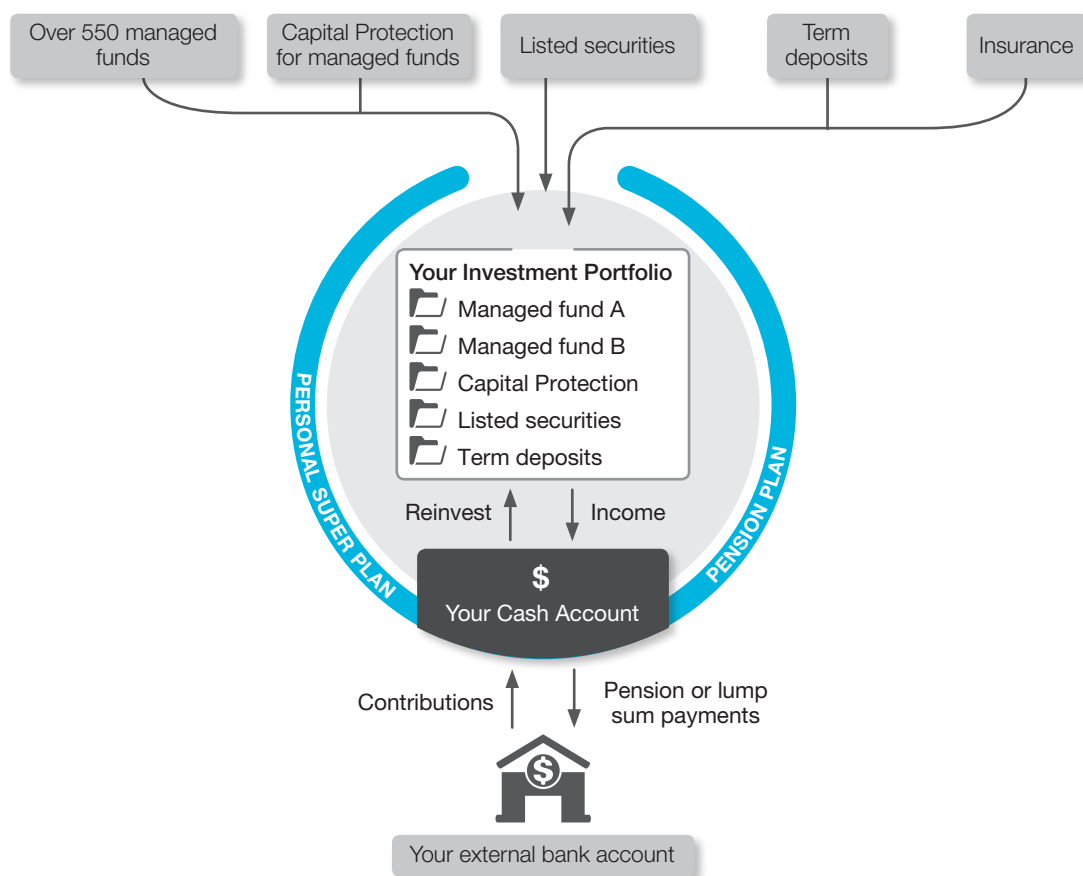 Over 550 managed
funds
Capital Protection
for managed funds
Listed securities
Term
deposits
Insurance
Your Investment Portfolio
Managed fund A
Managed fund B
Capital Protection
Listed securities
Term deposits
PERSONAL SUPER PLAN
PENSION PLAN
Reinvest
Income
$
Your Cash Account
Contributions
Pension or lump
sum payments
$
Your external bank account